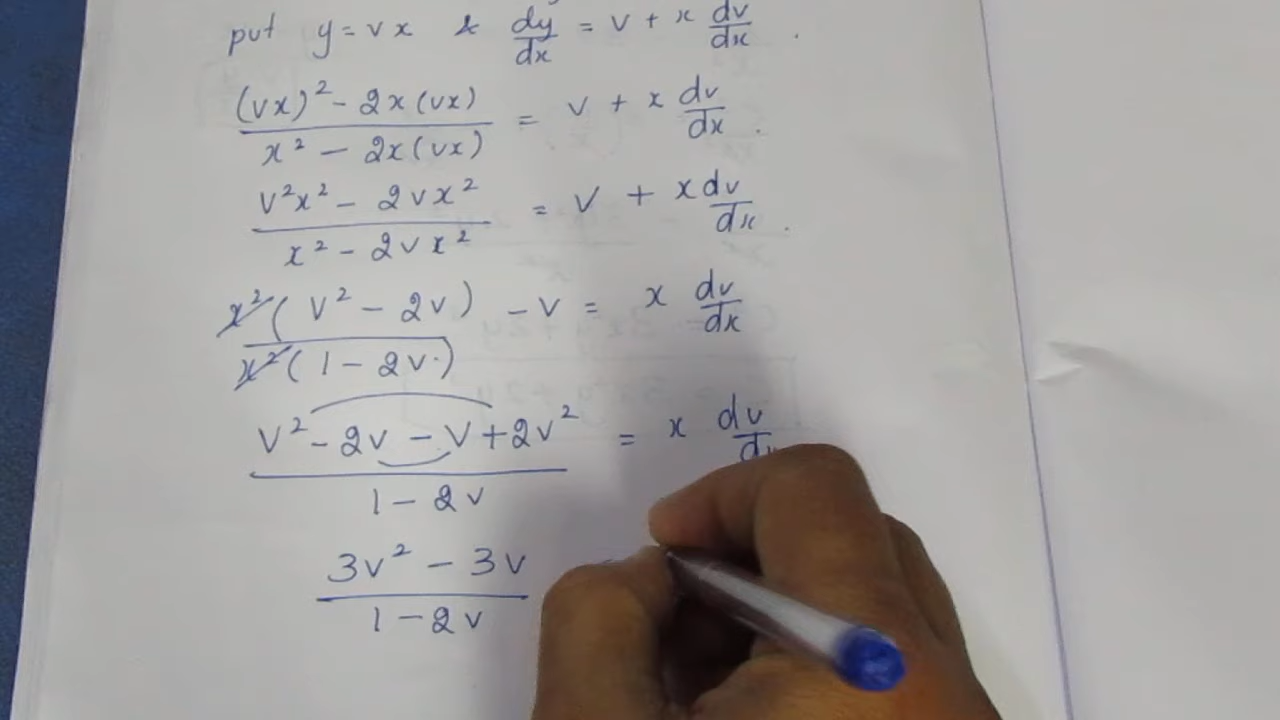 put y = vx & dy/dx = v + x dv/dx .
(vx)² - 2x(vx) / x² - 2x(vx) = v + x dv/dx .
v²x² - 2vx² / x² - 2vx² = v + x dv/dx .
x²(v² - 2v) / x²(1 - 2v) - v = x dv/dx
v² - 2v - v + 2v² / 1 - 2v = x dv/dx
3v² - 3v / 1 - 2v